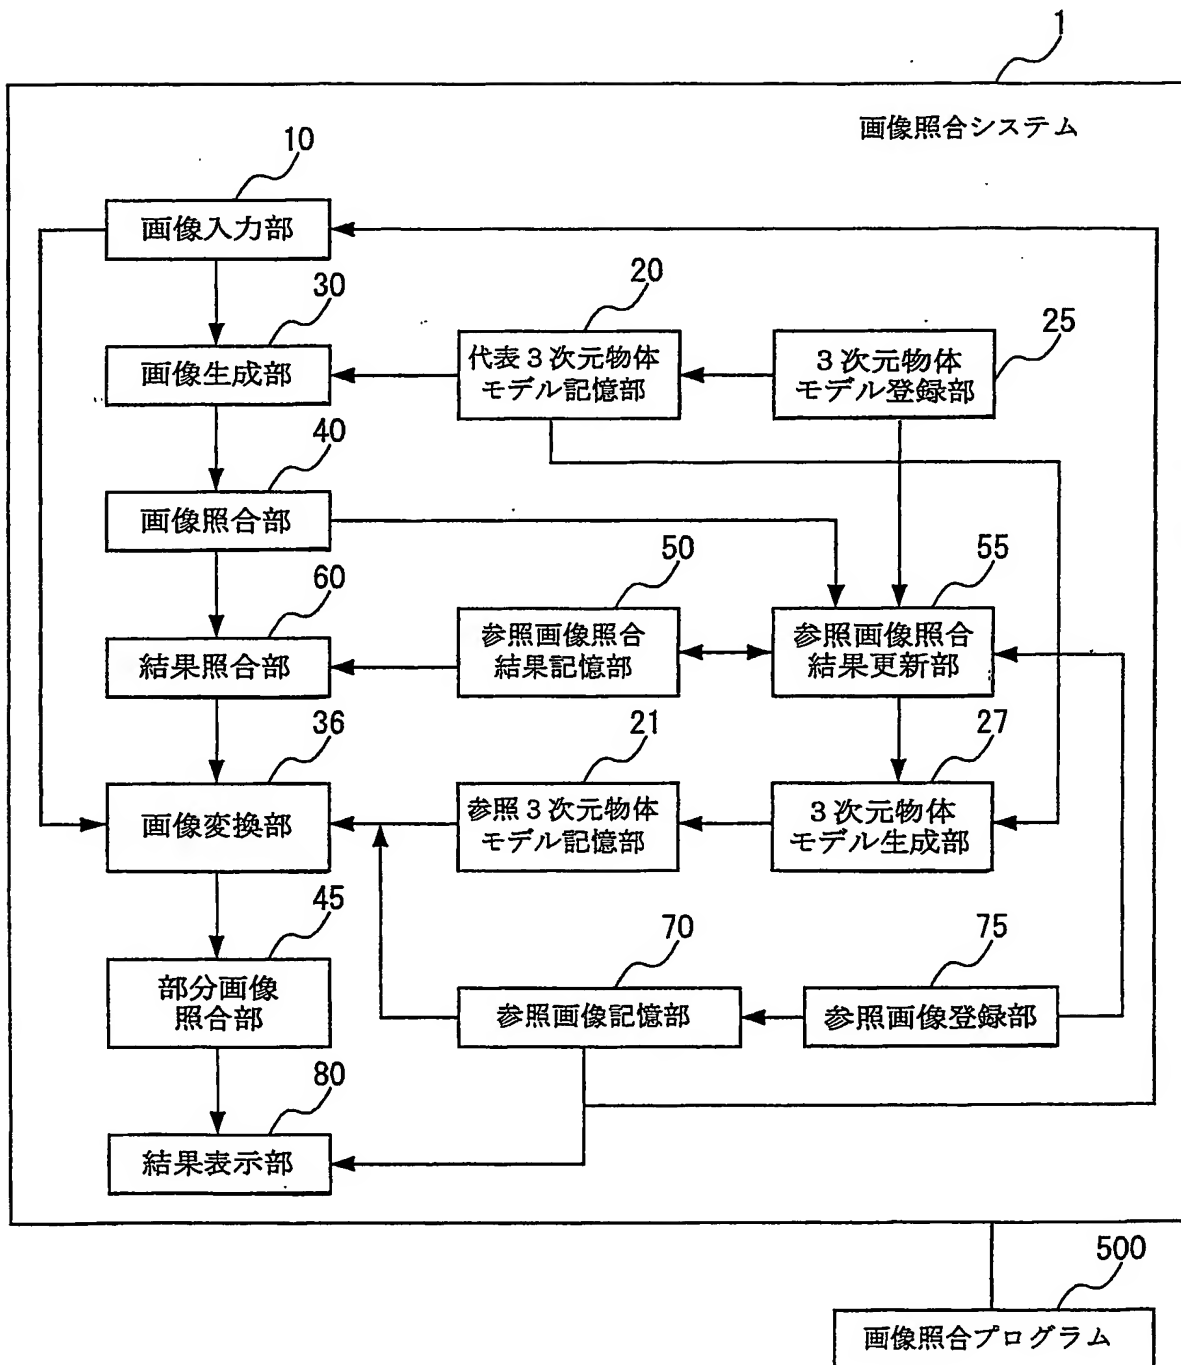 1
画像照合システム
10
画像入力部
30
画像生成部
20
代表3次元物体
モデル記憶部
25
3次元物体
モデル登録部
40
画像照合部
60
結果照合部
50
参照画像照合
結果記憶部
55
参照画像照合
結果更新部
36
画像変換部
21
参照3次元物体
モデル記憶部
27
3次元物体
モデル生成部
45
部分画像
照合部
70
参照画像記憶部
75
参照画像登録部
80
結果表示部
500
画像照合プログラム